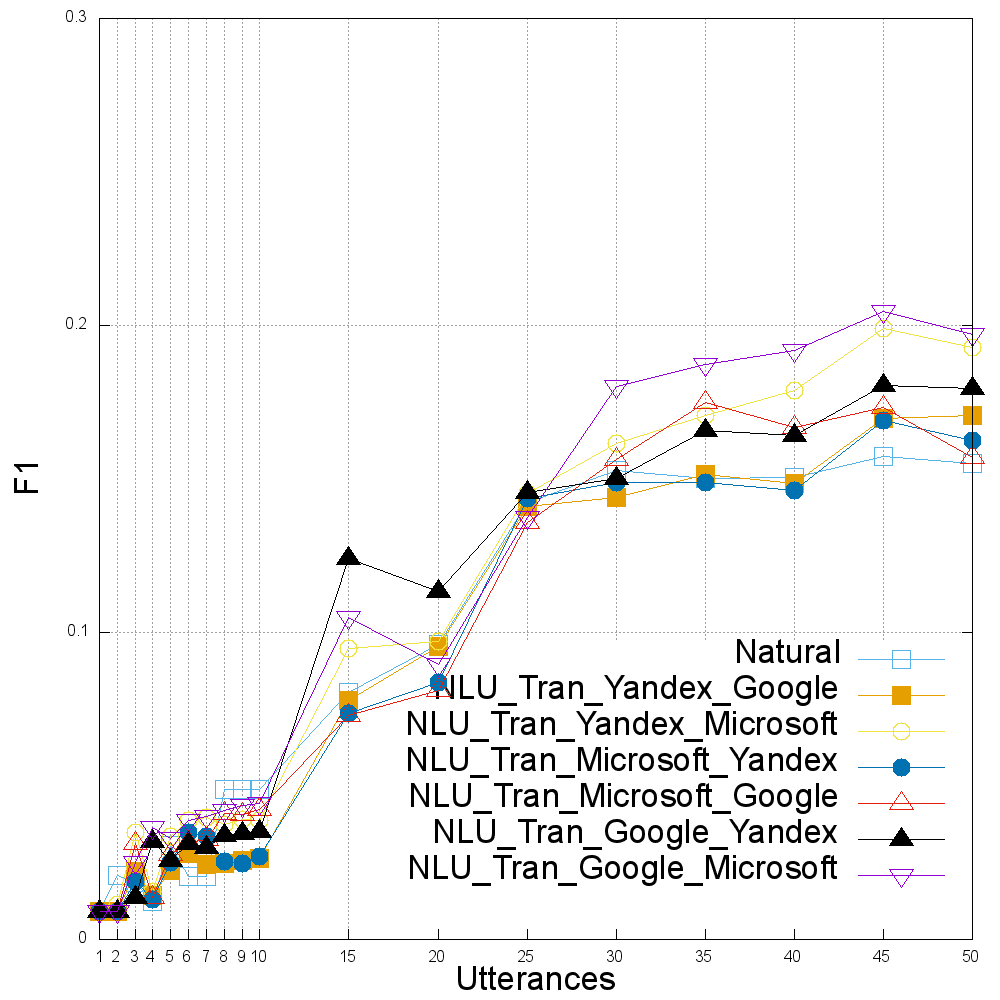 0.3
0.2
0.1
0
F1
Natural
NLU_Tran_Yandex_Google
NLU_Tran_Yandex_Microsoft
NLU_Tran_Microsoft_Yandex
NLU_Tran_Microsoft_Google
NLU_Tran_Google_Yandex
NLU_Tran_Google_Microsoft
1 2 3 4 5 6 7 8 9 10 15 20 25 30 35 40 45 50
Utterances